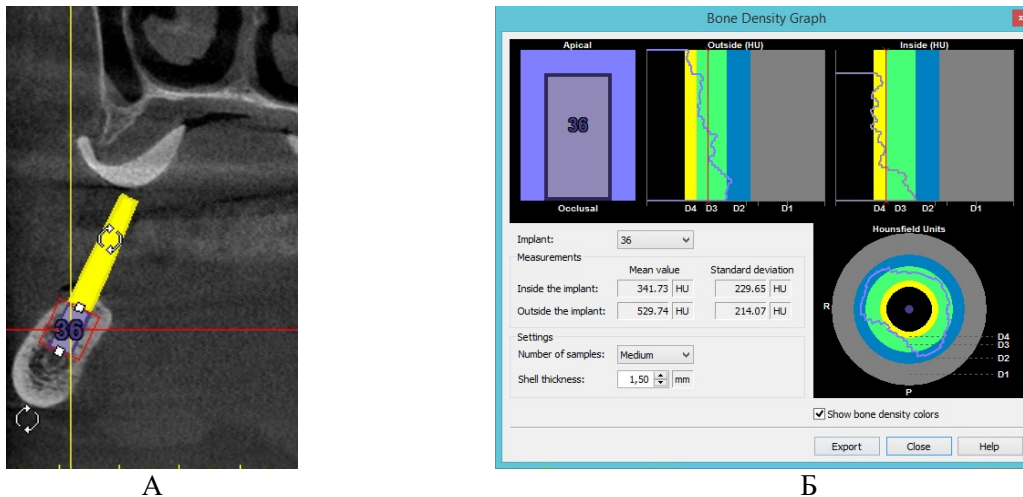 36
А
Bone Density Graph
x
Apical
36
Occlusal
Outside (HU)
D4 D3 D2 D1
Inside (HU)
D4 D3 D2 D1
Implant: 36
Measurements
Mean value Standard deviation
Inside the implant: 341.73 HU 229.65 HU
Outside the implant: 529.74 HU 214.07 HU
Settings
Number of samples: Medium
Shell thickness: 1,50 mm
Hounsfield Units
R
D4
D3
D2
D1
P
Show bone density colors
Export Close Help
Б